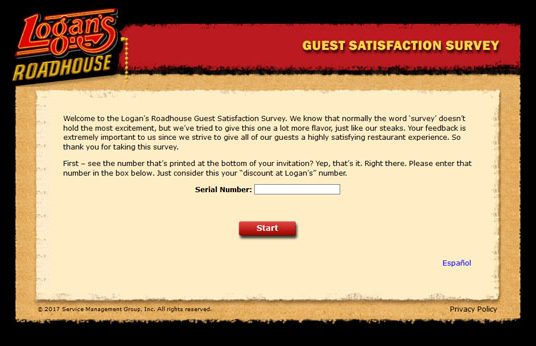 Logan's
ROADHOUSE
GUEST SATISFACTION SURVEY
Welcome to the Logan's Roadhouse Guest Satisfaction Survey. We know that normally the word 'survey' doesn't
hold the most excitement, but we've tried to give this one a lot more flavor, just like our steaks. Your feedback is
extremely important to us since we strive to give all of our guests a highly satisfying restaurant experience. So
thank you for taking this survey.
First – see the number that's printed at the bottom of your invitation? Yep, that's it. Right there. Please enter that
number in the box below. Just consider this your "discount at Logan's" number.
Serial Number:
Start
Español
© 2017 Service Management Group, Inc. All rights reserved.
Privacy Policy